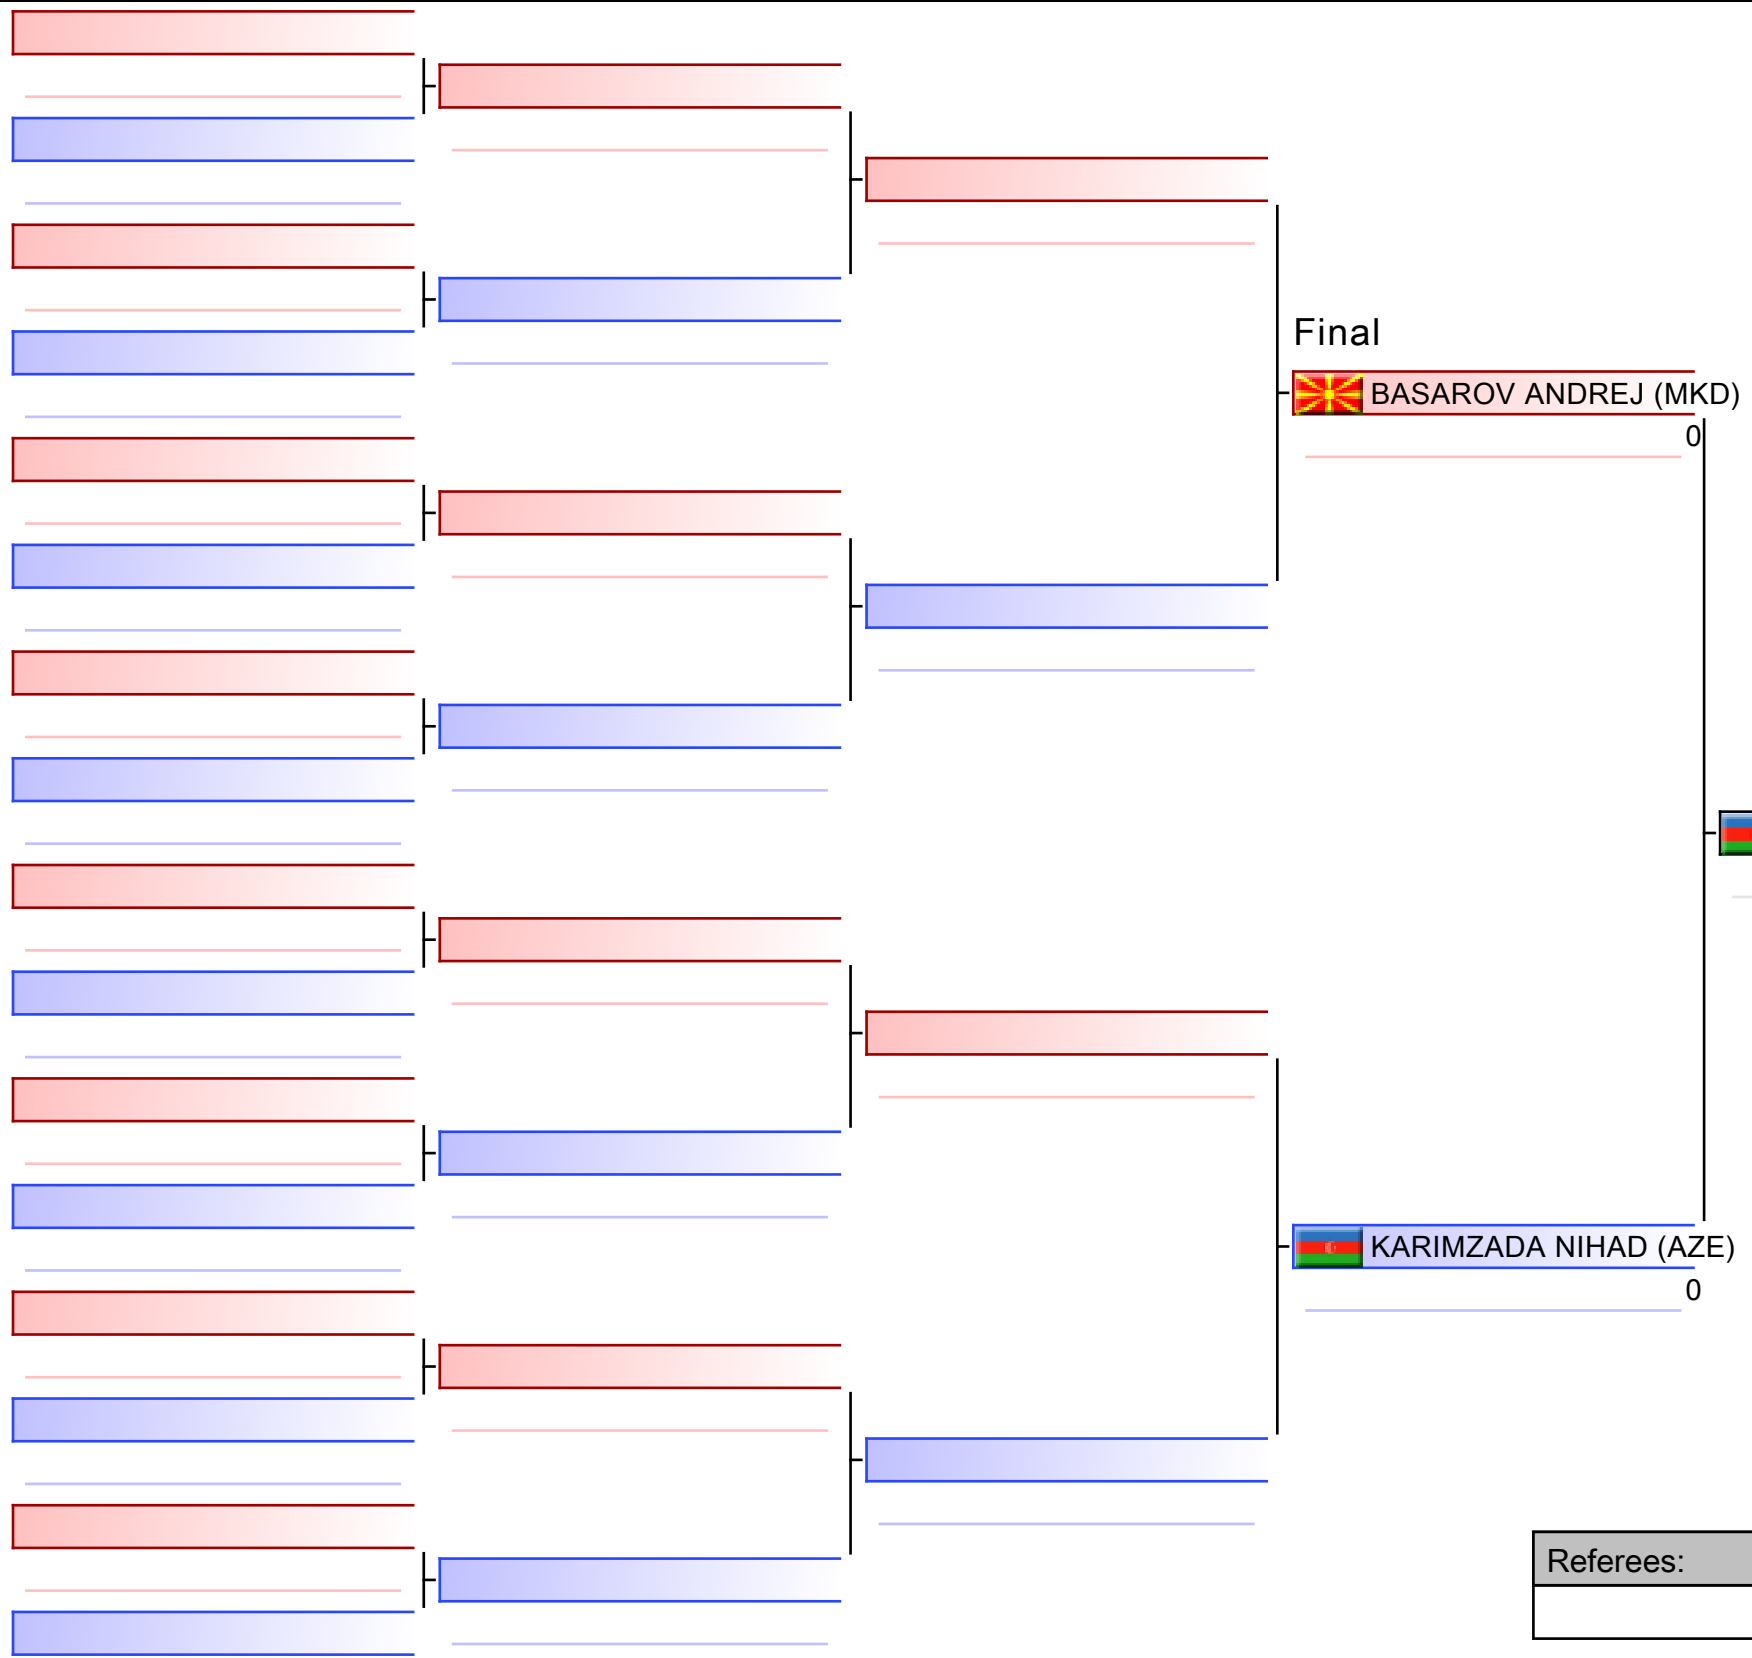 Final
BASAROV ANDREJ (MKD)
0
KARIMZADA NIHAD (AZE)
0
Referees: